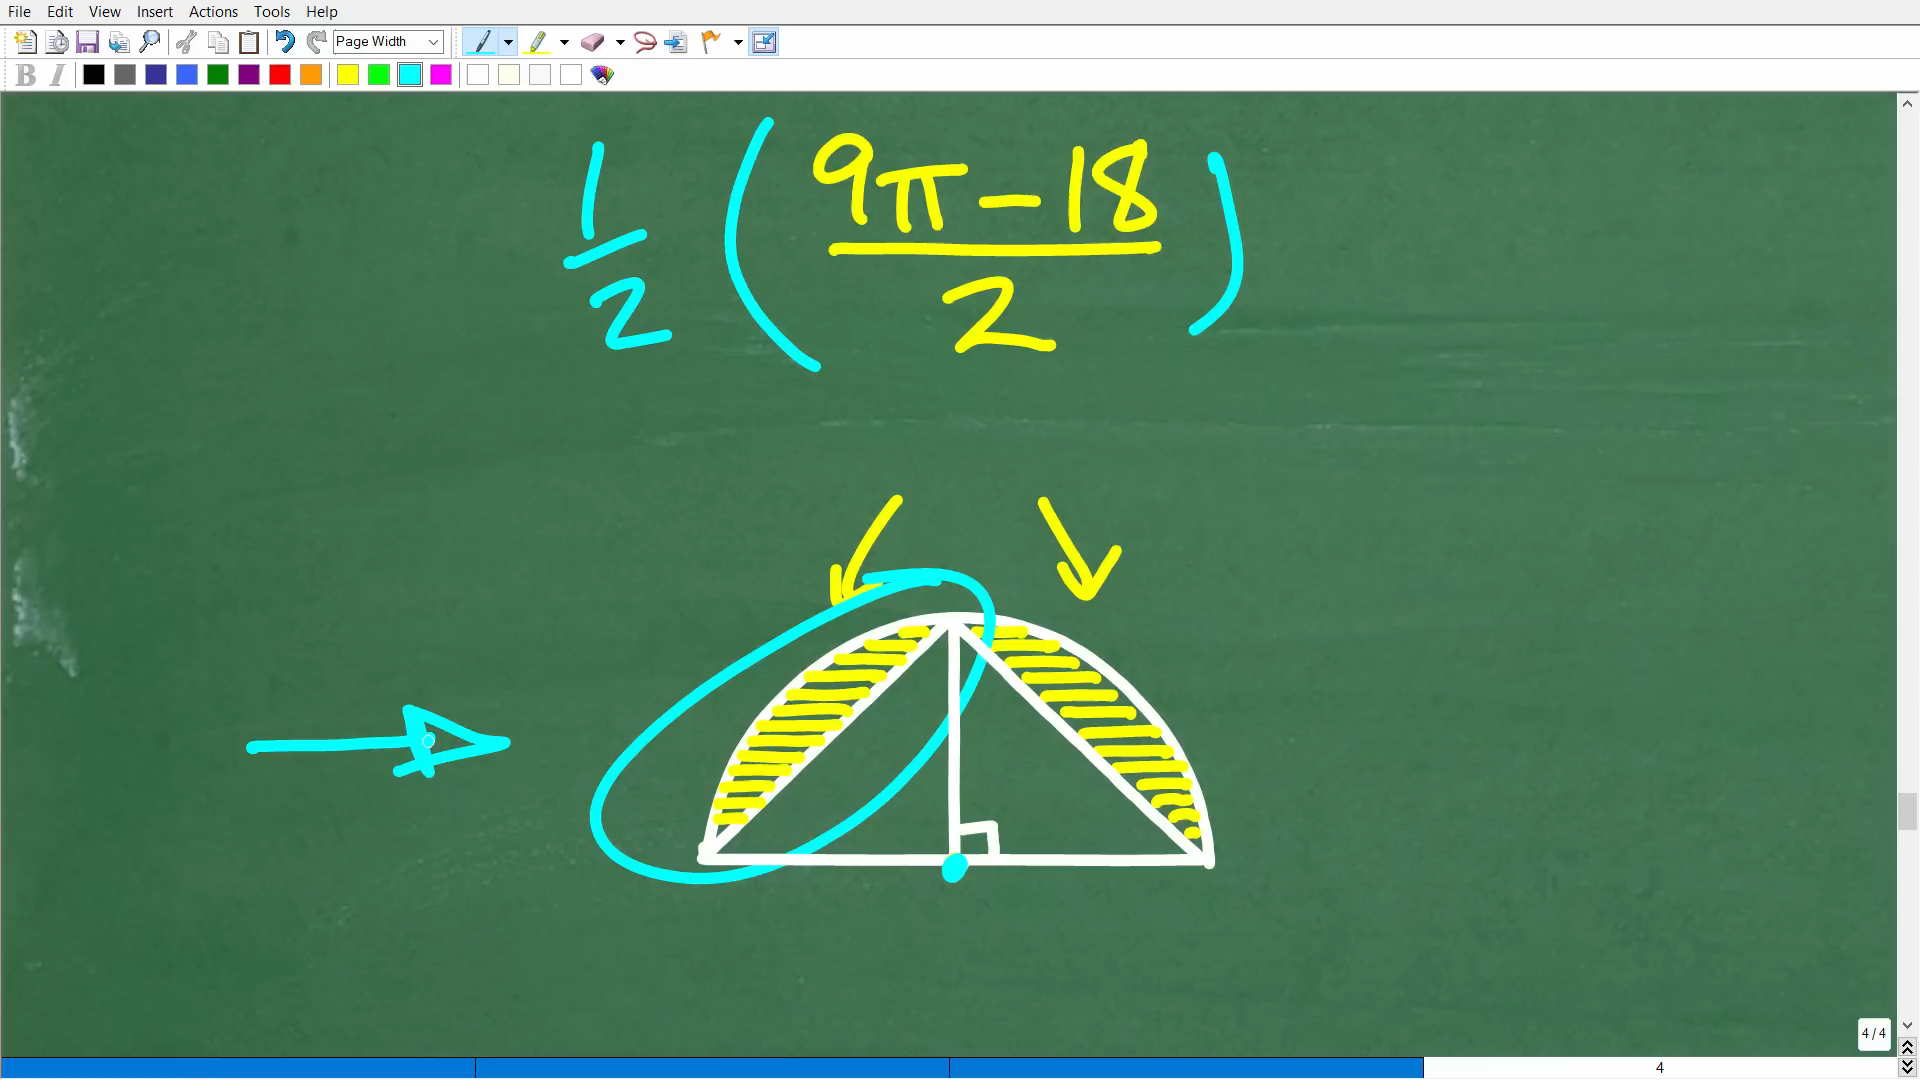 File Edit View Insert Actions Tools Help
Page Width
B I
1/2 ( (9π - 18)/2 )
4 / 4
4